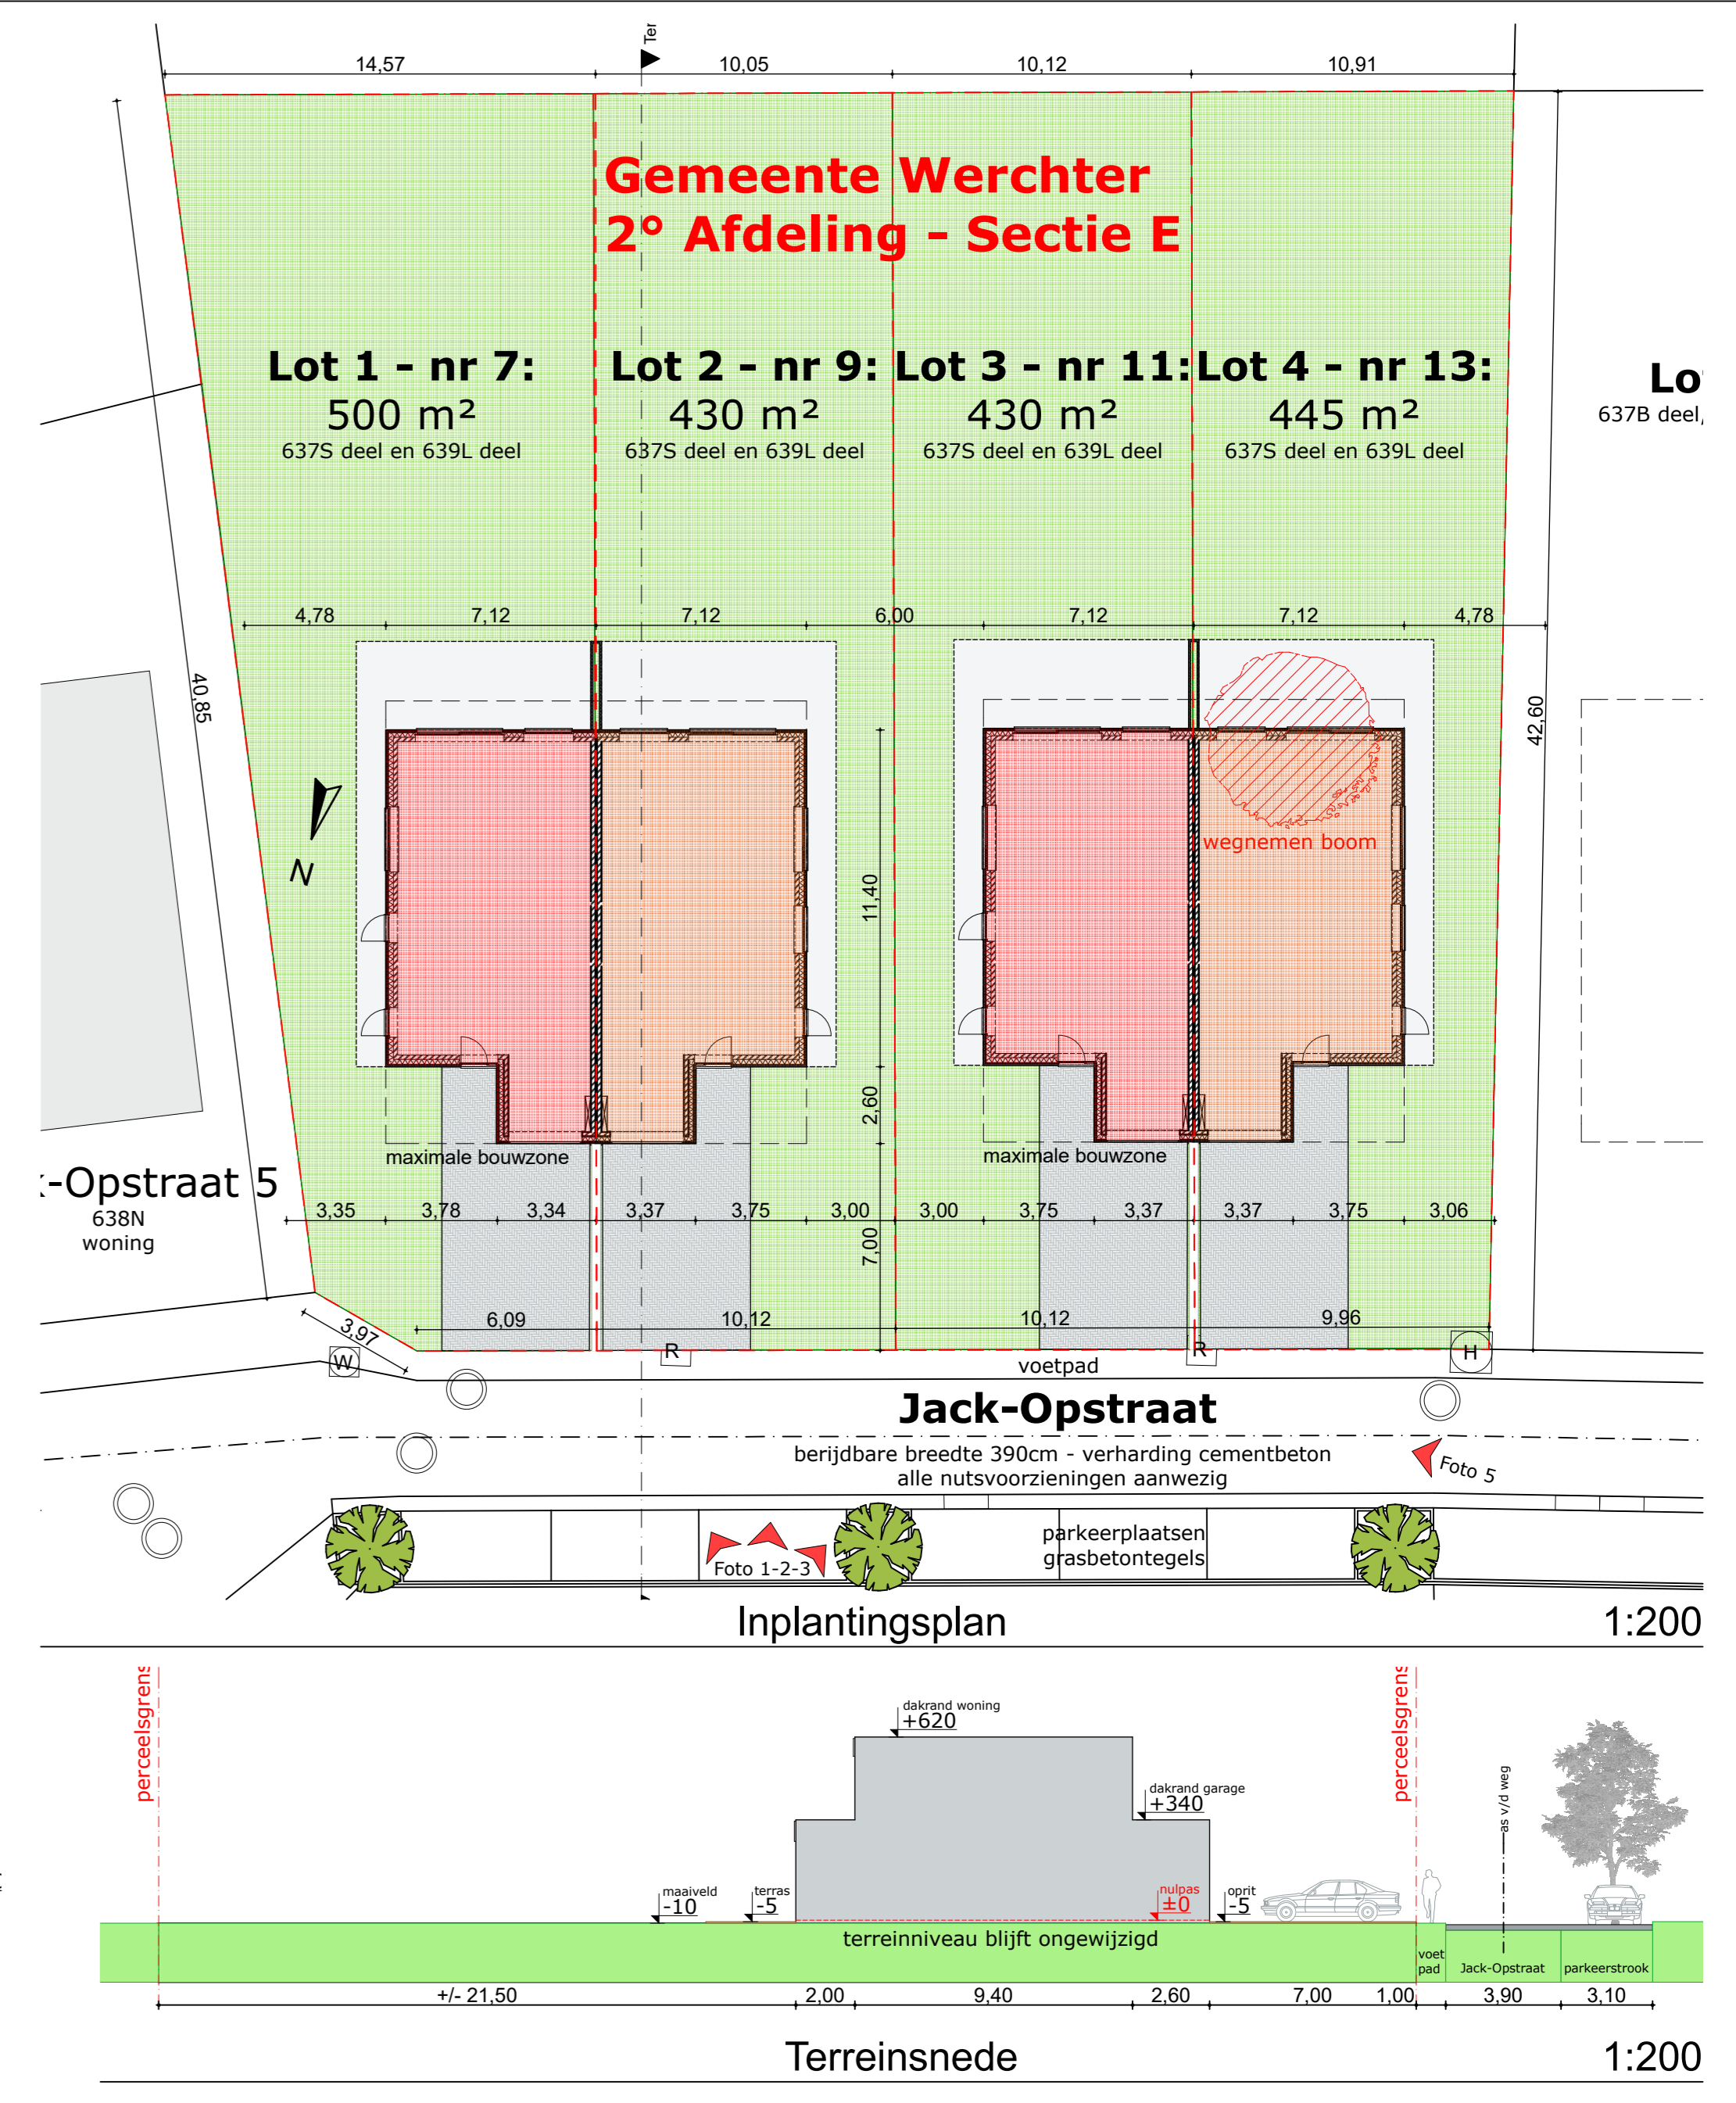 Ter
14,57 10,05 10,12 10,91
Gemeente Werchter
2° Afdeling - Sectie E
Lot 1 - nr 7:
500 m²
637S deel en 639L deel
Lot 2 - nr 9:
430 m²
637S deel en 639L deel
Lot 3 - nr 11:
430 m²
637S deel en 639L deel
Lot 4 - nr 13:
445 m²
637S deel en 639L deel
Lo
637B deel,
4,78 7,12 7,12 6,00 7,12 7,12 4,78
40,85
42,60
N
wegnemen boom
11,40
2,60
maximale bouwzone
maximale bouwzone
k-Opstraat 5
638N
woning
3,35 3,78 3,34 3,37 3,75 3,00 3,00 3,75 3,37 3,37 3,75 3,06
7,00
6,09 10,12 10,12 9,96
3,97
W
R
R
H
voetpad
Jack-Opstraat
berijdbare breedte 390cm - verharding cementbeton
alle nutsvoorzieningen aanwezig
Foto 5
parkeerplaatsen
grasbetontegels
Foto 1-2-3
Inplantingsplan 1:200
perceelsgrens
perceelsgrens
dakrand woning
+620
dakrand garage
+340
as v/d weg
maaiveld
-10
terras
-5
nulpas
±0
oprit
-5
terreinniveau blijft ongewijzigd
voet
pad
Jack-Opstraat
parkeerstrook
+/- 21,50 2,00 9,40 2,60 7,00 1,00 3,90 3,10
Terreinsnede 1:200